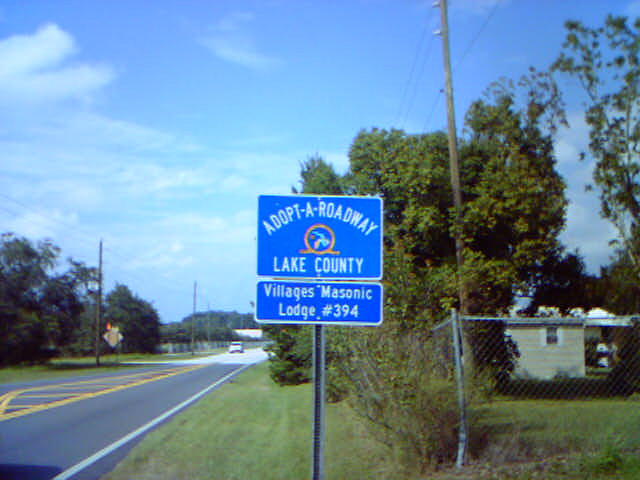 ADOPT-A-ROADWAY
LAKE COUNTY
Villages Masonic
Lodge #394